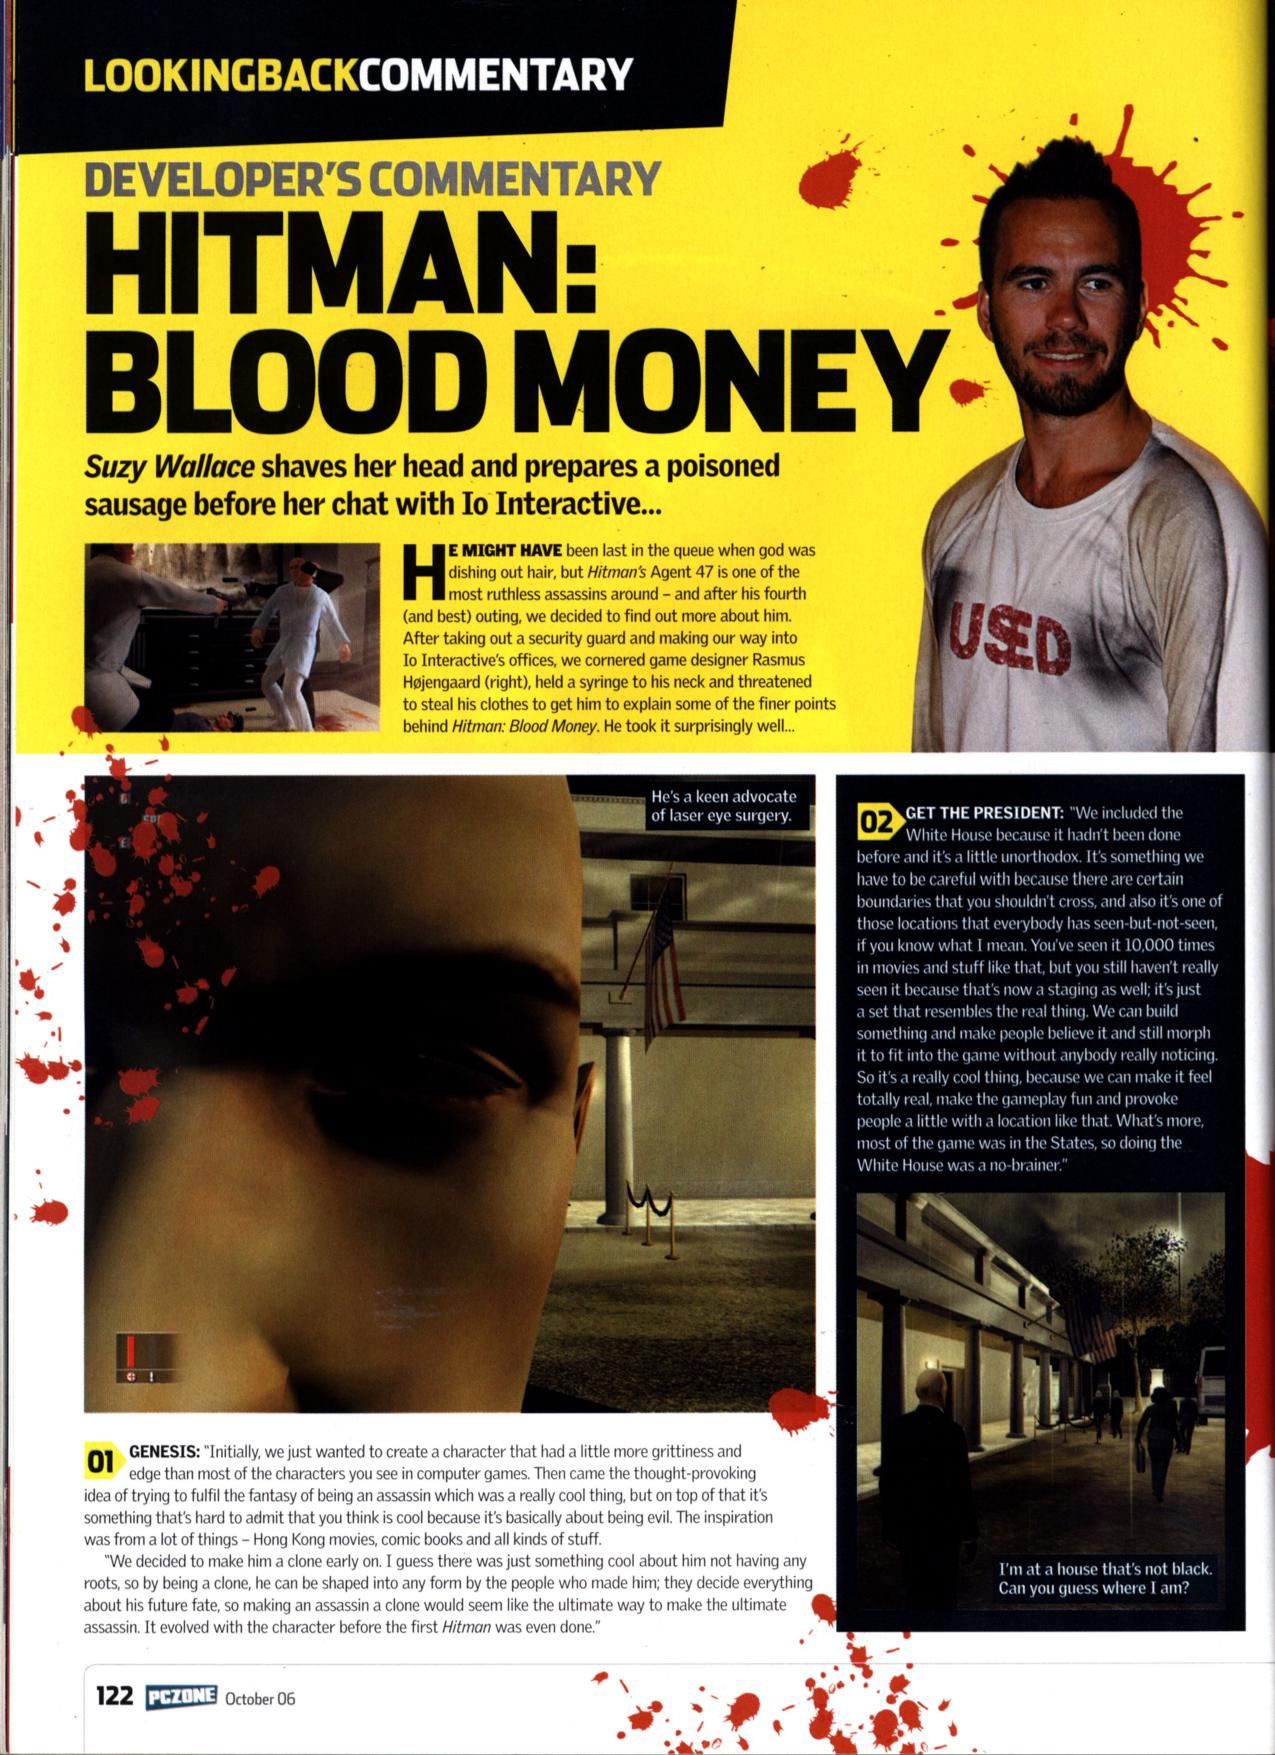 LOOKINGBACKCOMMENTARY
DEVELOPER'S COMMENTARY
HITMAN:
BLOOD MONEY
Suzy Wallace shaves her head and prepares a poisoned
sausage before her chat with Io Interactive...
HE MIGHT HAVE been last in the queue when god was
dishing out hair, but Hitman's Agent 47 is one of the
most ruthless assassins around – and after his fourth
(and best) outing, we decided to find out more about him.
After taking out a security guard and making our way into
Io Interactive's offices, we cornered game designer Rasmus
Højengaard (right), held a syringe to his neck and threatened
to steal his clothes to get him to explain some of the finer points
behind Hitman: Blood Money. He took it surprisingly well...
USED
He's a keen advocate
of laser eye surgery.
01 GENESIS: "Initially, we just wanted to create a character that had a little more grittiness and
edge than most of the characters you see in computer games. Then came the thought-provoking
idea of trying to fulfil the fantasy of being an assassin which was a really cool thing, but on top of that it's
something that's hard to admit that you think is cool because it's basically about being evil. The inspiration
was from a lot of things – Hong Kong movies, comic books and all kinds of stuff.
"We decided to make him a clone early on. I guess there was just something cool about him not having any
roots, so by being a clone, he can be shaped into any form by the people who made him; they decide everything
about his future fate, so making an assassin a clone would seem like the ultimate way to make the ultimate
assassin. It evolved with the character before the first Hitman was even done."
02 GET THE PRESIDENT: "We included the
White House because it hadn't been done
before and it's a little unorthodox. It's something we
have to be careful with because there are certain
boundaries that you shouldn't cross, and also it's one of
those locations that everybody has seen-but-not-seen,
if you know what I mean. You've seen it 10,000 times
in movies and stuff like that, but you still haven't really
seen it because that's now a staging as well; it's just
a set that resembles the real thing. We can build
something and make people believe it and still morph
it to fit into the game without anybody really noticing.
So it's a really cool thing, because we can make it feel
totally real, make the gameplay fun and provoke
people a little with a location like that. What's more,
most of the game was in the States, so doing the
White House was a no-brainer."
I'm at a house that's not black.
Can you guess where I am?
122 PCZONE October 06